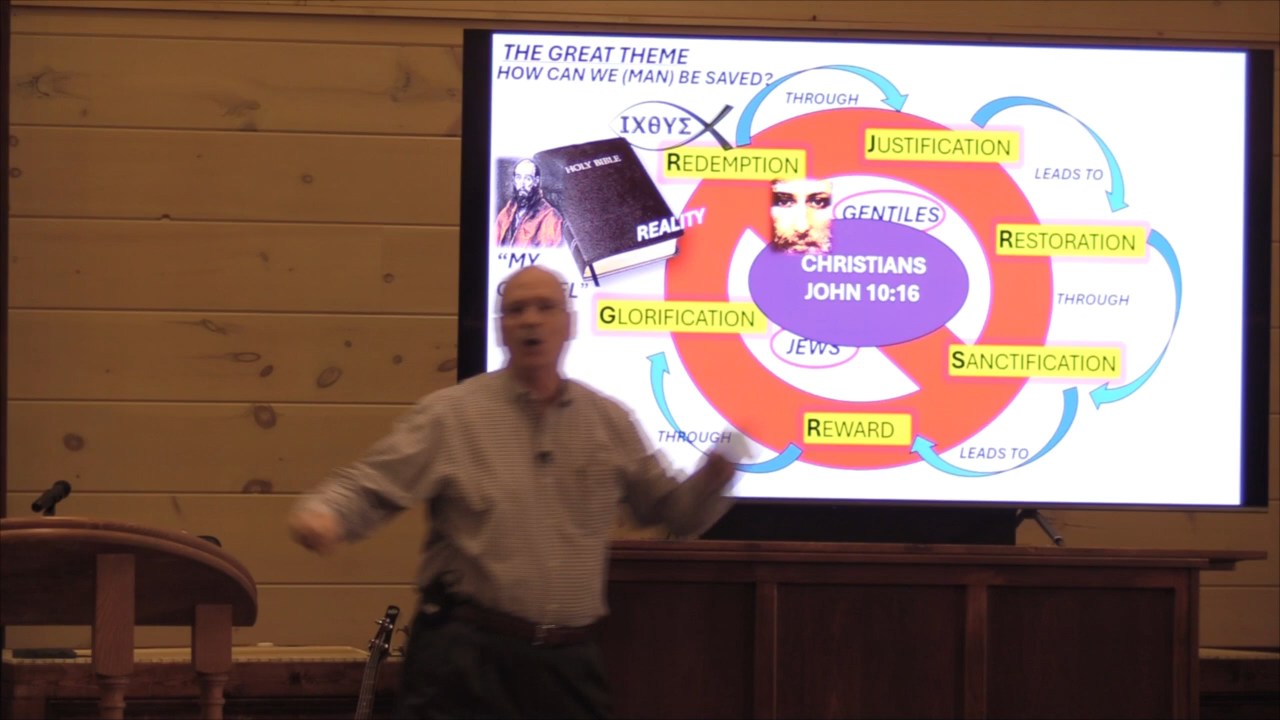 THE GREAT THEME
HOW CAN WE (MAN) BE SAVED?
THROUGH
ΙΧθΥΣ
JUSTIFICATION
HOLY BIBLE
REDEMPTION
LEADS TO
REALITY
GENTILES
RESTORATION
"MY
CHRISTIANS
JOHN 10:16
THROUGH
GLORIFICATION
JEWS
SANCTIFICATION
REWARD
THROUGH
LEADS TO